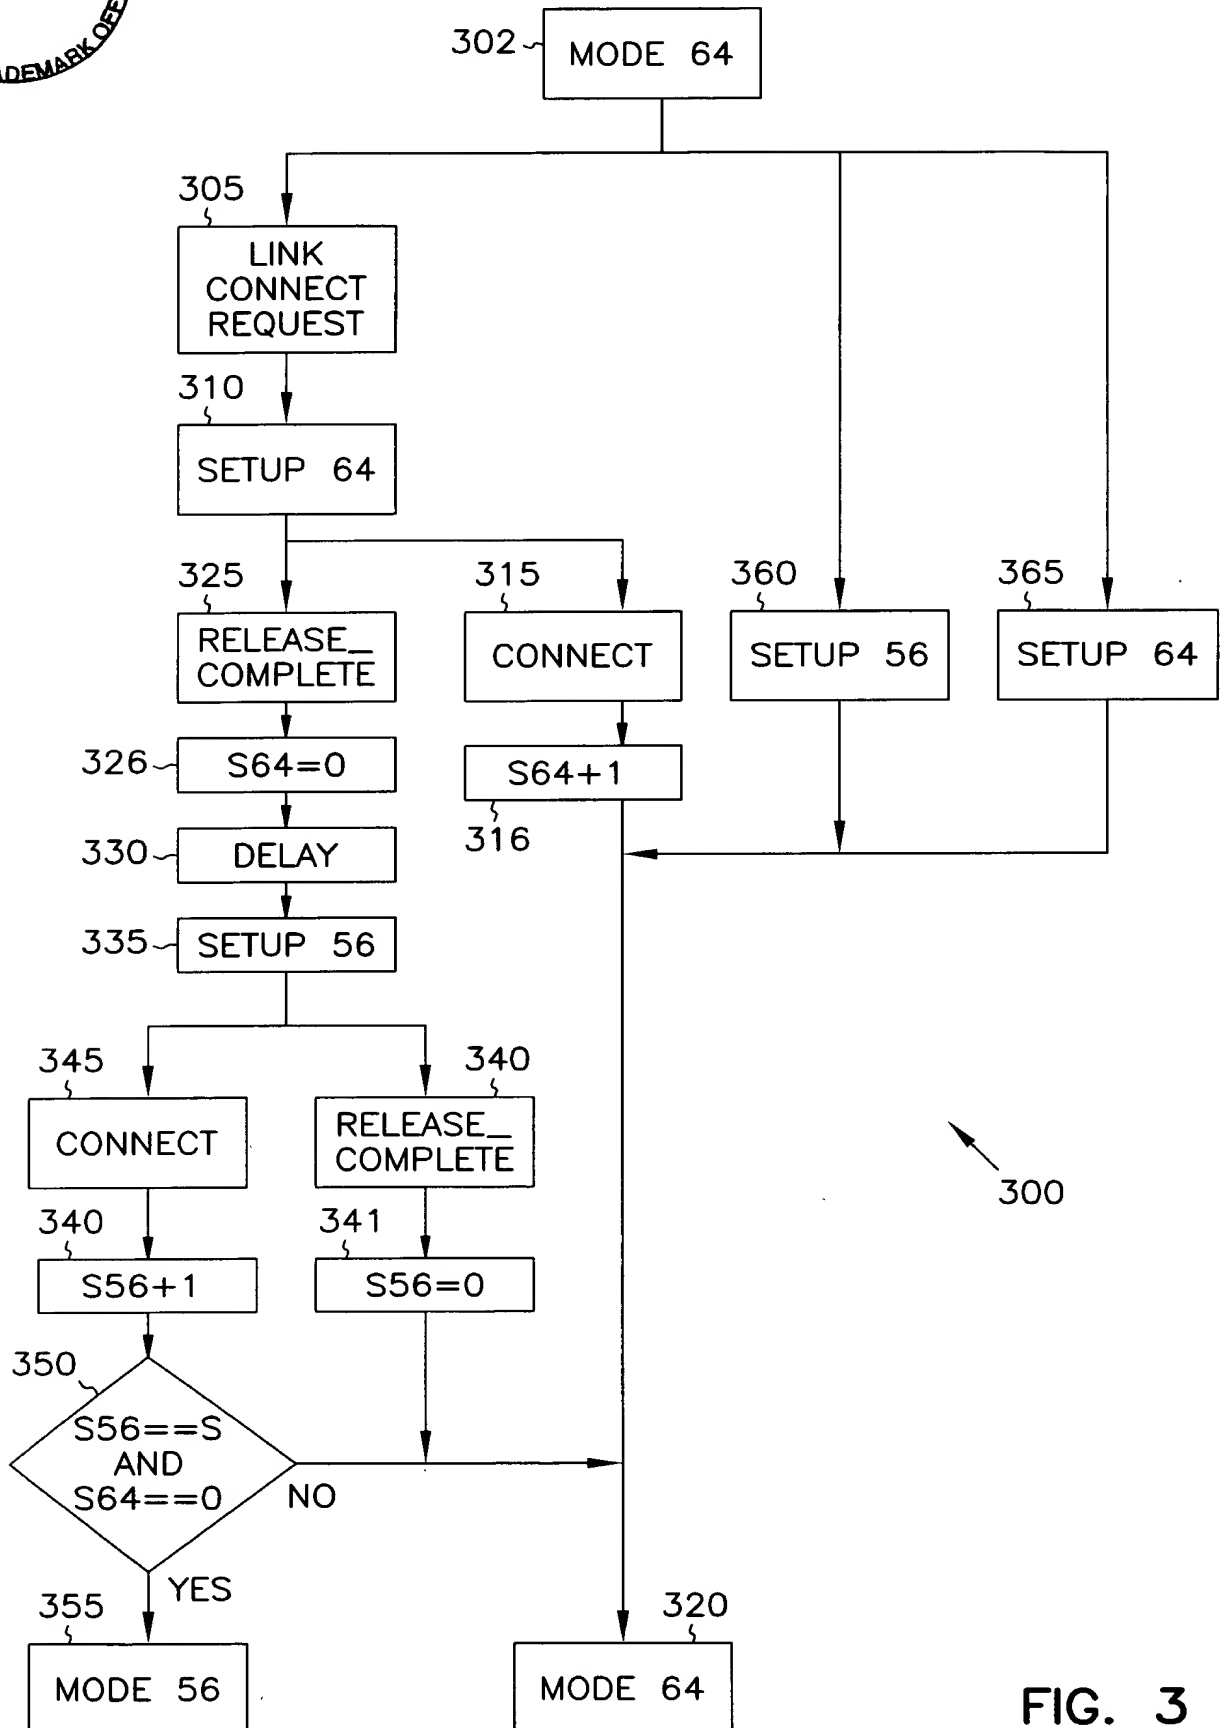 302
MODE 64
305
LINK
CONNECT
REQUEST
310
SETUP 64
325
315
360
365
RELEASE_
COMPLETE
CONNECT
SETUP 56
SETUP 64
326
S64=0
S64+1
316
330
DELAY
335
SETUP 56
345
340
CONNECT
RELEASE_
COMPLETE
300
340
341
S56+1
S56=0
350
S56==S
AND
S64==0
NO
YES
355
320
MODE 56
MODE 64
FIG. 3